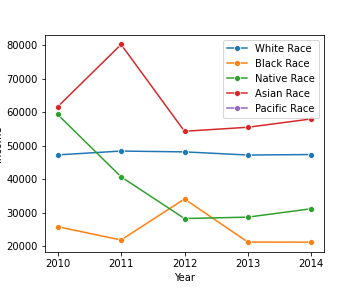 80000
70000
60000
50000
40000
30000
20000
2010
2011
2012
2013
2014
Year
White Race
Black Race
Native Race
Asian Race
Pacific Race